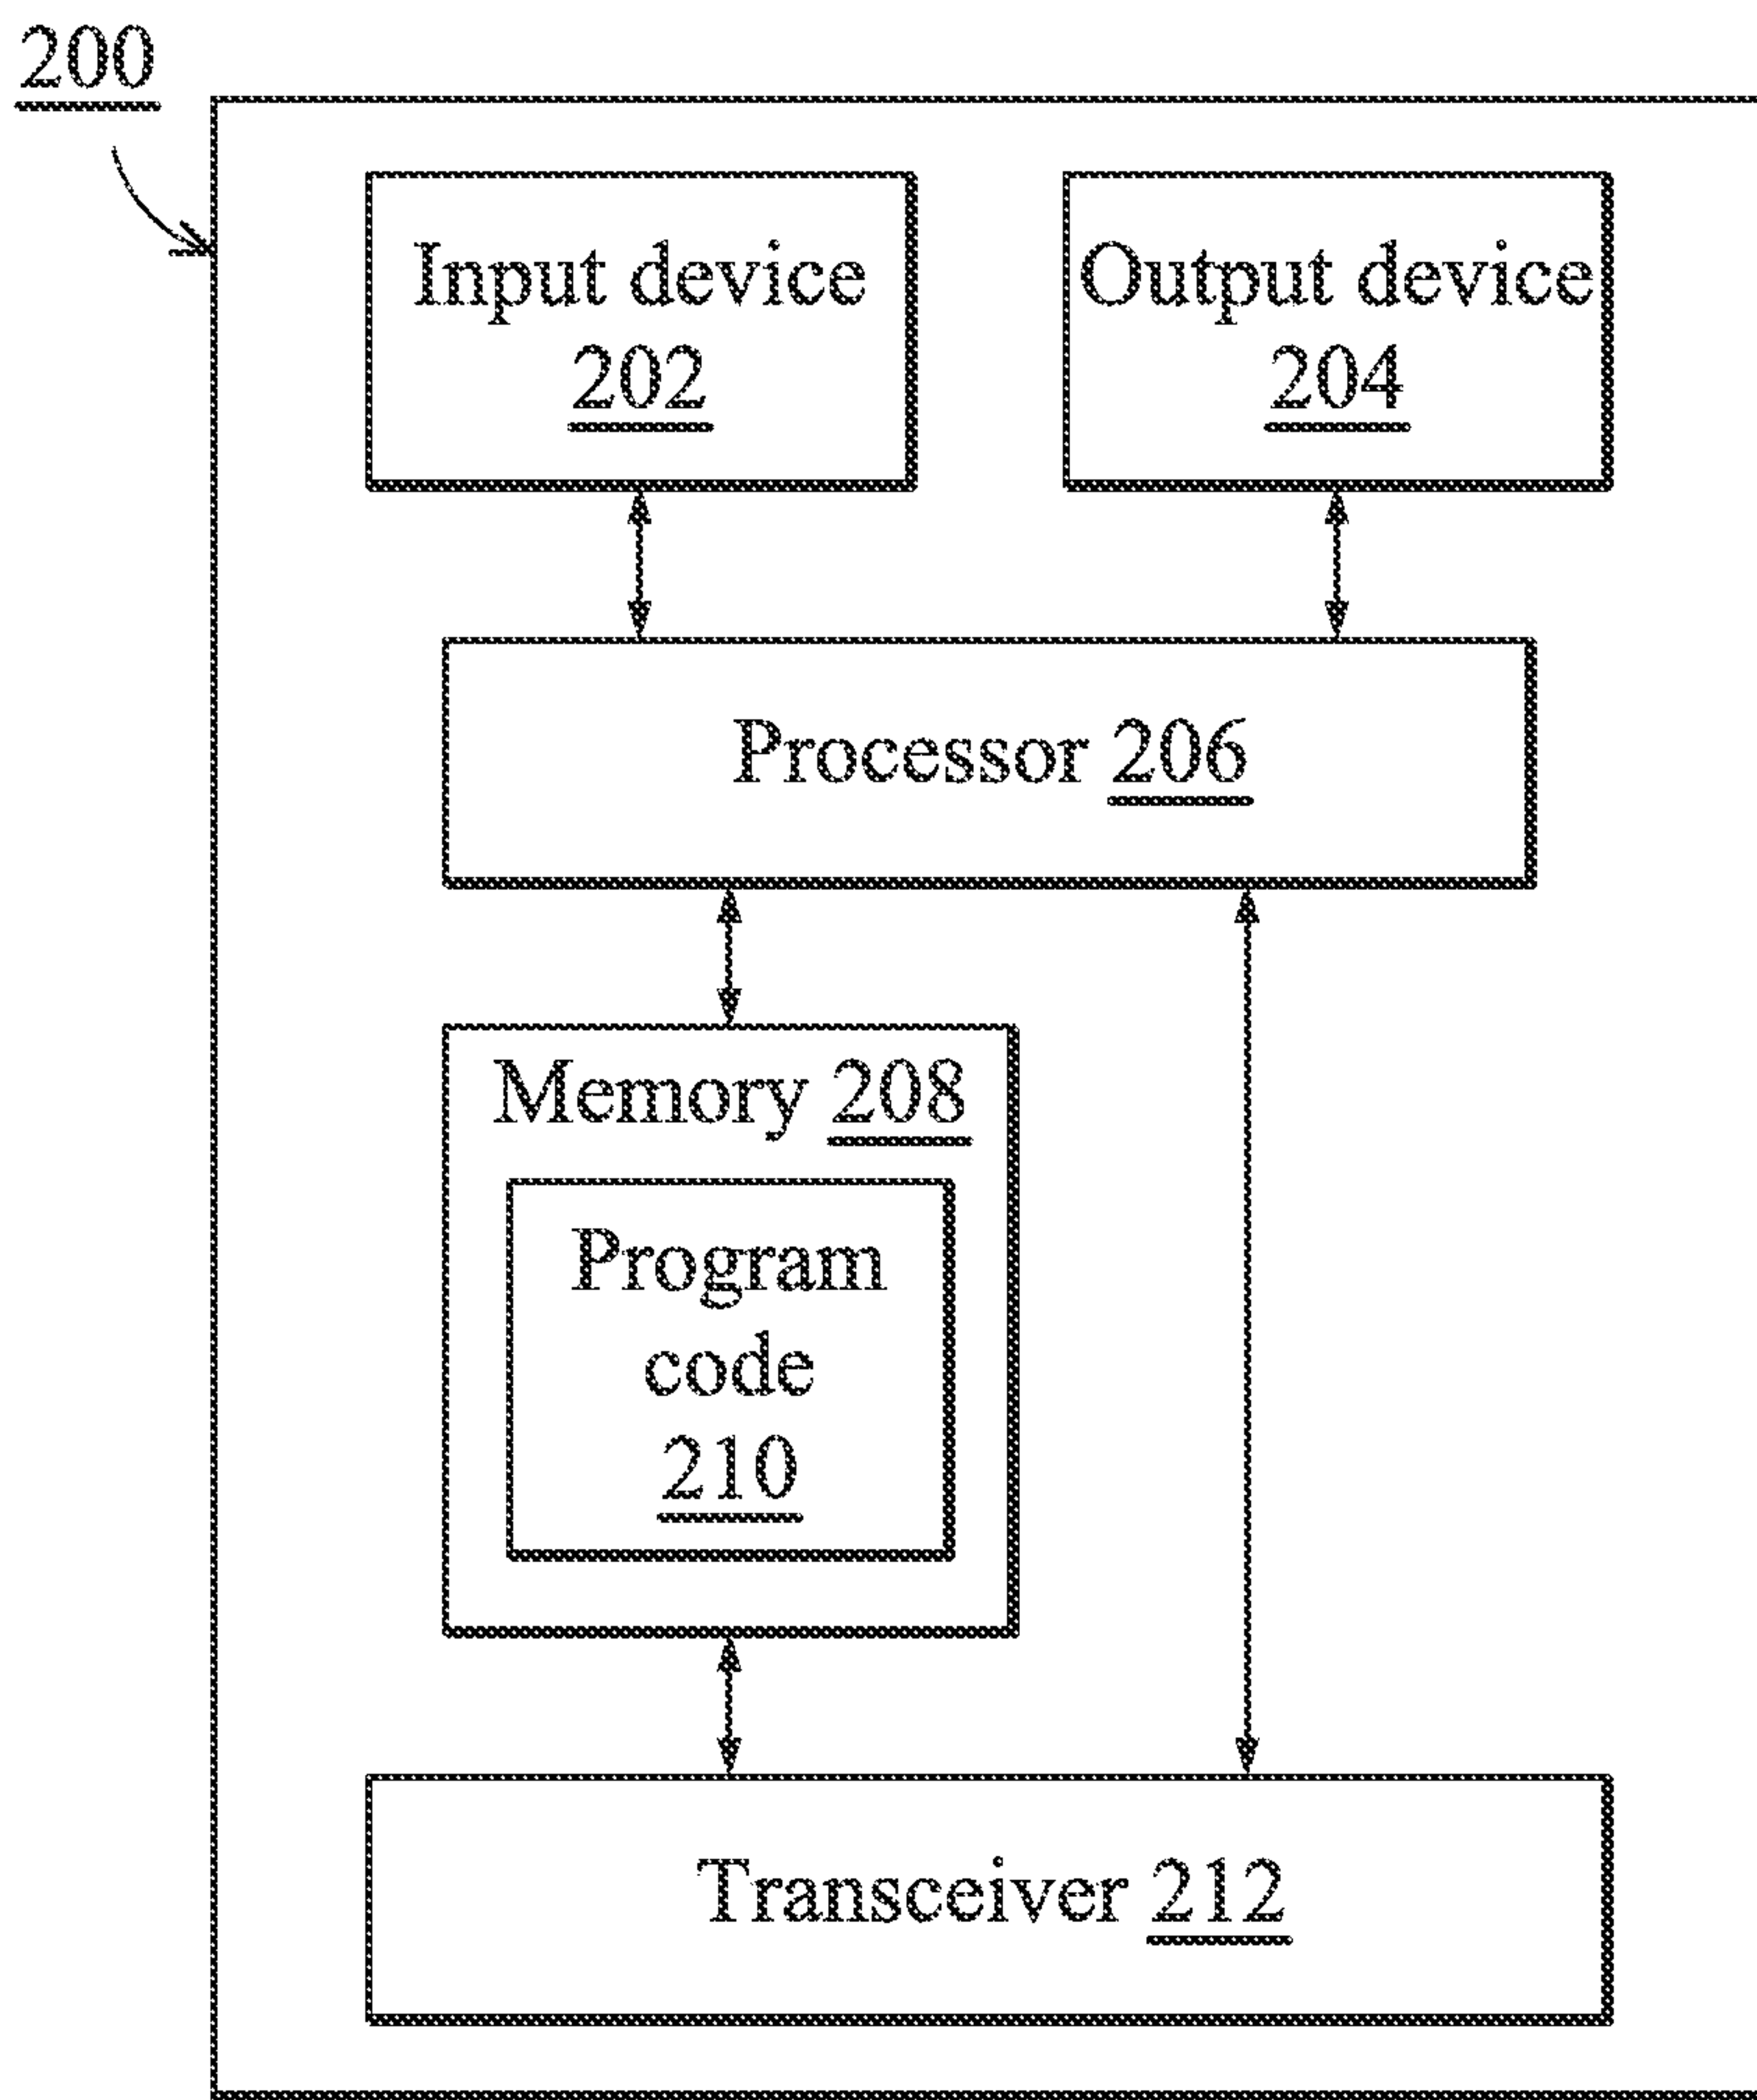 200
Input device
202
Output device
204
Processor 206
Memory 208
Program
code
210
Transceiver 212